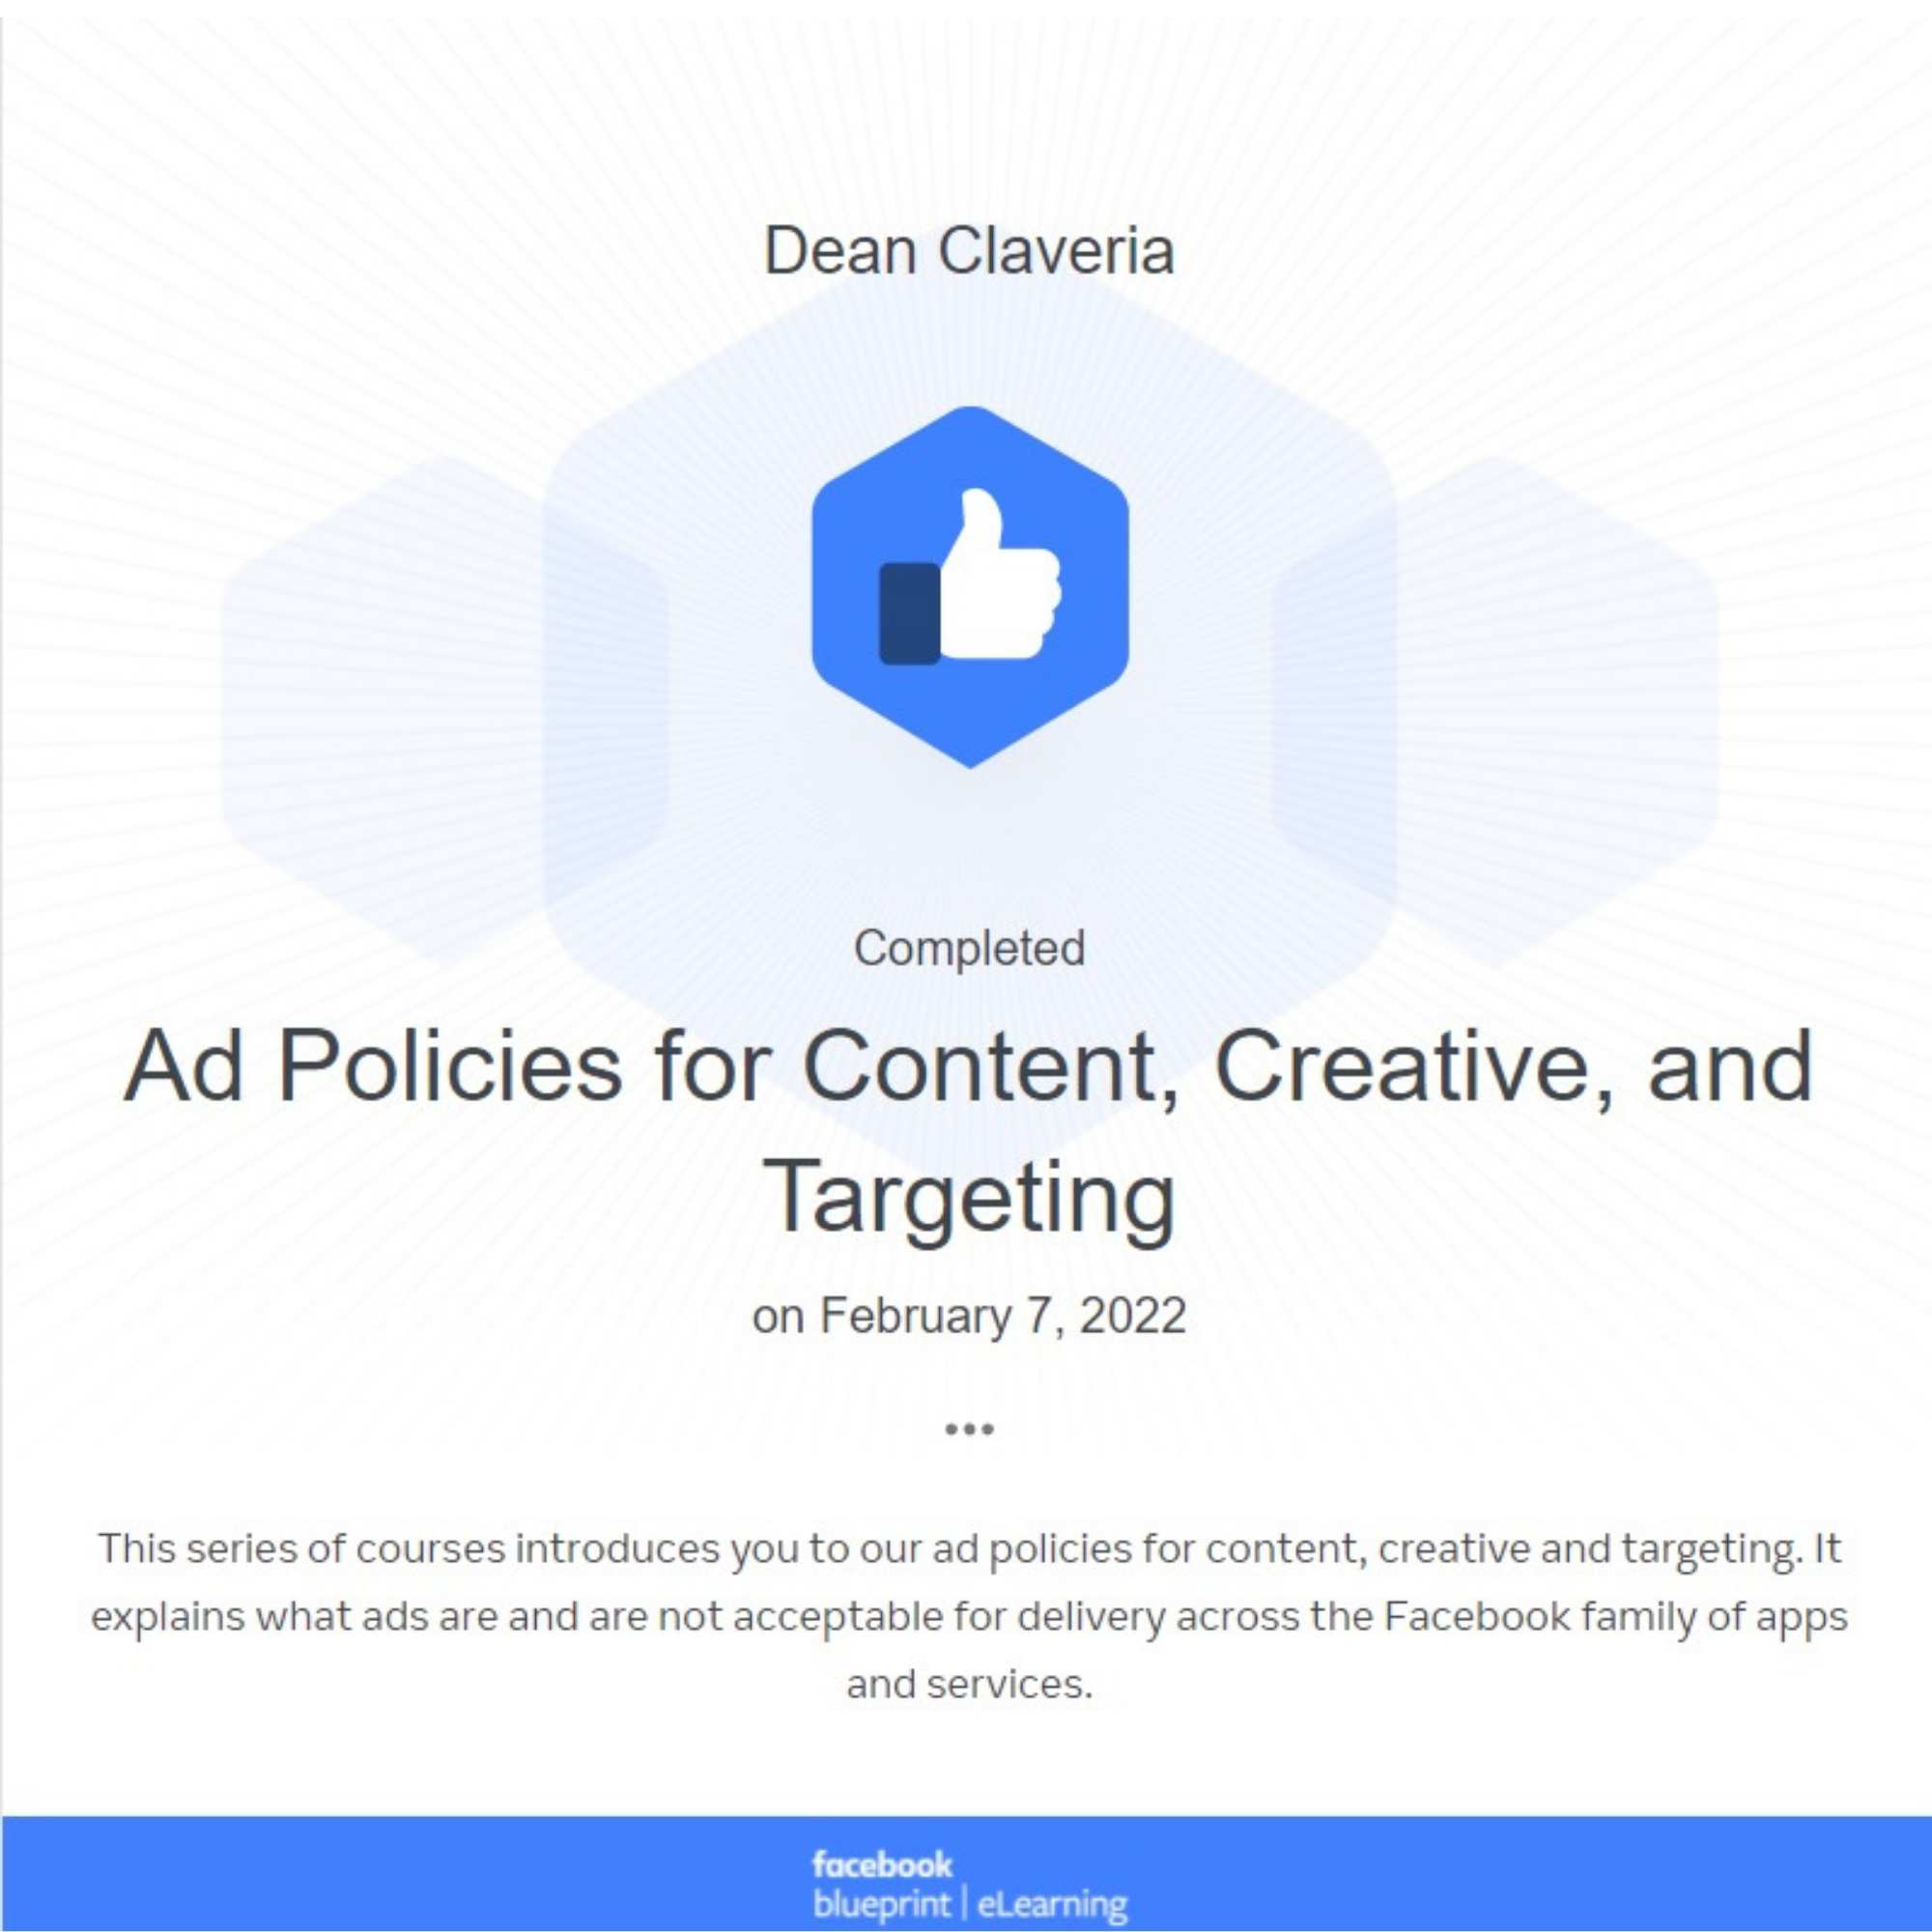 Dean Claveria
Completed
Ad Policies for Content, Creative, and
Targeting
on February 7, 2022
•••
This series of courses introduces you to our ad policies for content, creative and targeting. It
explains what ads are and are not acceptable for delivery across the Facebook family of apps
and services.
facebook
blueprint | eLearning